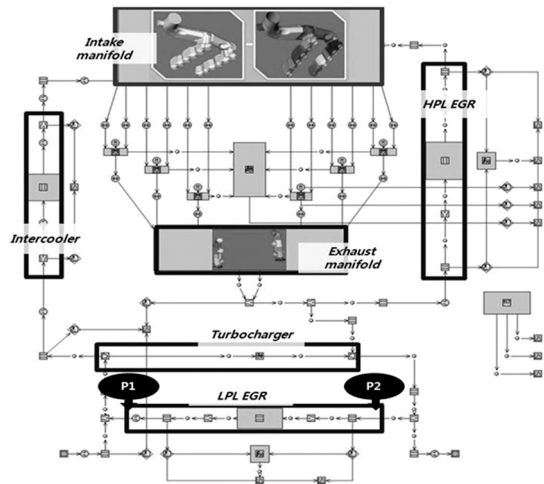 Intake
manifold
HPL EGR
Intercooler
Exhaust
manifold
Turbocharger
P1
LPL EGR
P2